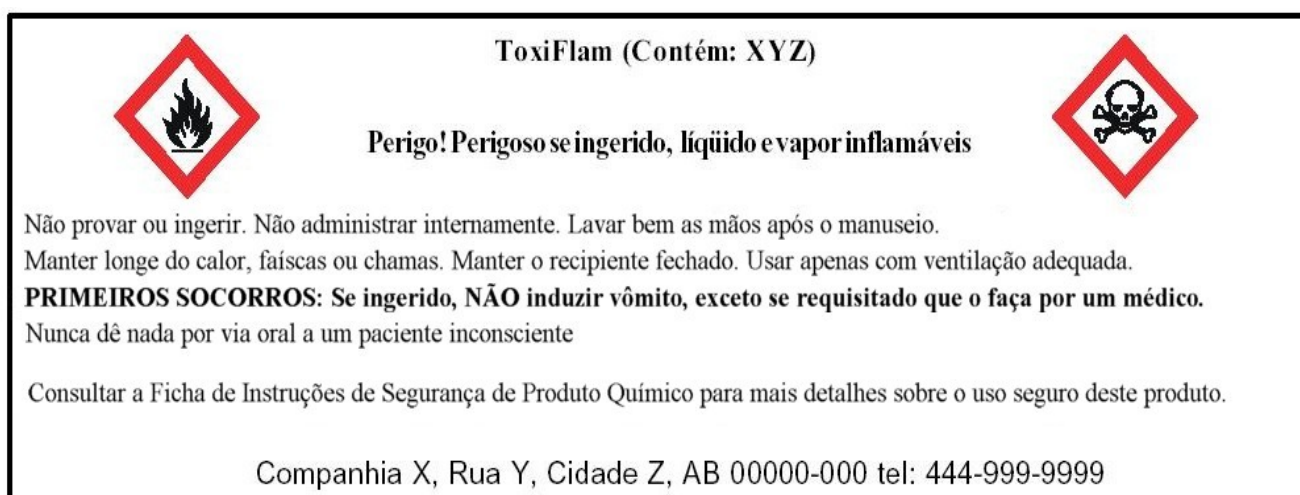 ToxiFlam (Contém: XYZ)
Perigo! Perigoso se ingerido, líqüido e vapor inflamáveis
Não provar ou ingerir. Não administrar internamente. Lavar bem as mãos após o manuseio.
Manter longe do calor, faíscas ou chamas. Manter o recipiente fechado. Usar apenas com ventilação adequada.
PRIMEIROS SOCORROS: Se ingerido, NÃO induzir vômito, exceto se requisitado que o faça por um médico.
Nunca dê nada por via oral a um paciente inconsciente
Consultar a Ficha de Instruções de Segurança de Produto Químico para mais detalhes sobre o uso seguro deste produto.
Companhia X, Rua Y, Cidade Z, AB 00000-000 tel: 444-999-9999